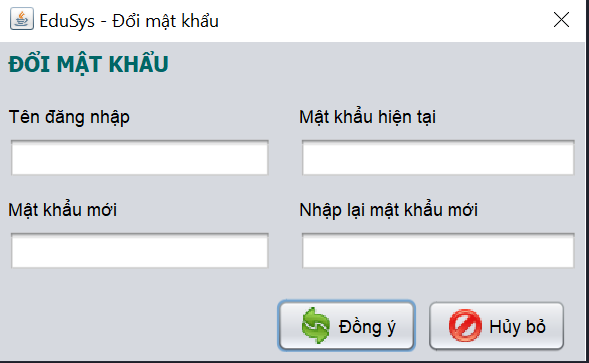 EduSys - Đổi mật khẩu
ĐỔI MẬT KHẨU
Tên đăng nhập
Mật khẩu hiện tại
Mật khẩu mới
Nhập lại mật khẩu mới
Đồng ý
Hủy bỏ